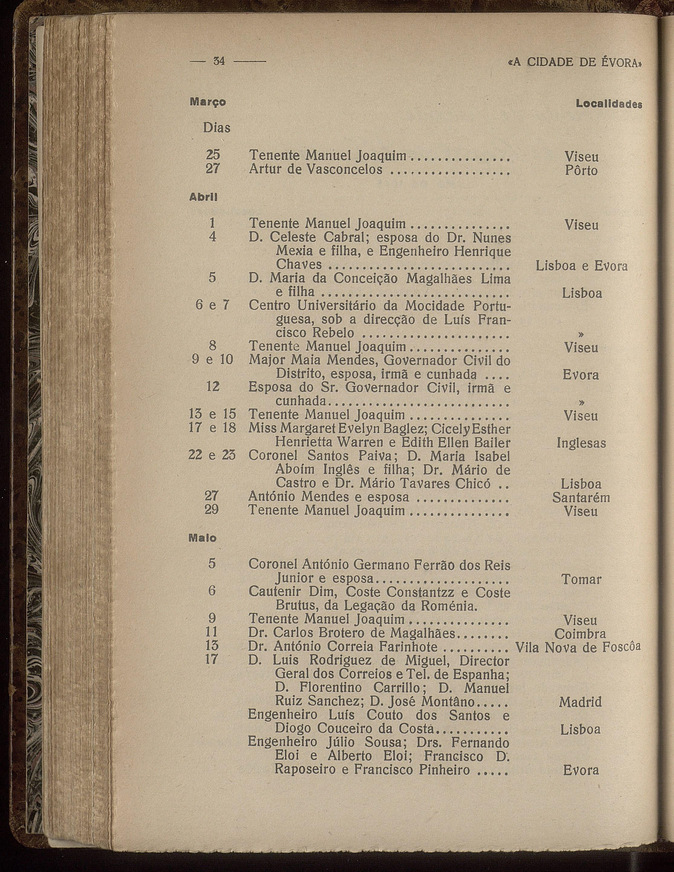 — 34 —— «A CIDADE DE ÉVORA»
Março Localidades
Dias
25 Tenente Manuel Joaquim ............... Viseu
27 Artur de Vasconcelos .................. Pôrto
Abril
1 Tenente Manuel Joaquim ............... Viseu
4 D. Celeste Cabral; esposa do Dr. Nunes
Mexia e filha, e Engenheiro Henrique
Chaves ........................... Lisboa e Evora
5 D. Maria da Conceição Magalhães Lima
e filha ............................ Lisboa
6 e 7 Centro Universitário da Mocidade Portu-
guesa, sob a direcção de Luís Fran-
cisco Rebelo ...................... »
8 Tenente Manuel Joaquim ............... Viseu
9 e 10 Major Maia Mendes, Governador Civil do
Distrito, esposa, irmã e cunhada .... Evora
12 Esposa do Sr. Governador Civil, irmã e
cunhada........................... »
13 e 15 Tenente Manuel Joaquim ............... Viseu
17 e 18 Miss Margaret Evelyn Baglez; Cicely Esther
Henrietta Warren e Edith Ellen Bailer Inglesas
22 e 23 Coronel Santos Paiva; D. Maria Isabel
Aboím Inglês e filha; Dr. Mário de
Castro e Dr. Mário Tavares Chicó .. Lisboa
27 António Mendes e esposa .............. Santarém
29 Tenente Manuel Joaquim ............... Viseu
Maio
5 Coronel António Germano Ferrão dos Reis
Junior e esposa.................... Tomar
6 Cautenir Dim, Coste Constantzz e Coste
Brutus, da Legação da Roménia.
9 Tenente Manuel Joaquim ............... Viseu
11 Dr. Carlos Brotero de Magalhães........ Coimbra
13 Dr. António Correia Farinhote .......... Vila Nova de Foscôa
17 D. Luis Rodriguez de Miguel, Director
Geral dos Correios e Tel. de Espanha;
D. Florentino Carrillo; D. Manuel
Ruiz Sanchez; D. José Montâno..... Madrid
Engenheiro Luís Couto dos Santos e
Diogo Couceiro da Costa........... Lisboa
Engenheiro Júlio Sousa; Drs. Fernando
Eloi e Alberto Eloi; Francisco D.
Raposeiro e Francisco Pinheiro ..... Evora